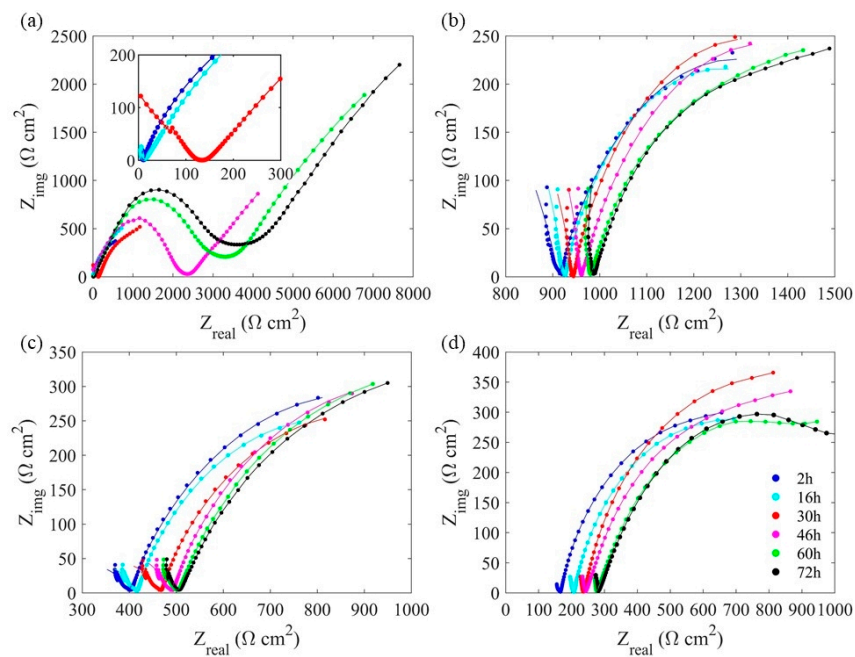 (a)
2500
2000
1500
1000
500
0
Z_img (Ω cm²)
200
100
0
0 100 200 300
0 1000 2000 3000 4000 5000 6000 7000 8000
Z_real (Ω cm²)
(b)
250
200
150
100
50
0
Z_img (Ω cm²)
800 900 1000 1100 1200 1300 1400 1500
Z_real (Ω cm²)
(c)
350
300
250
200
150
100
50
0
Z_img (Ω cm²)
300 400 500 600 700 800 900 1000
Z_real (Ω cm²)
(d)
400
350
300
250
200
150
100
50
0
Z_img (Ω cm²)
2h
16h
30h
46h
60h
72h
0 100 200 300 400 500 600 700 800 900 1000
Z_real (Ω cm²)